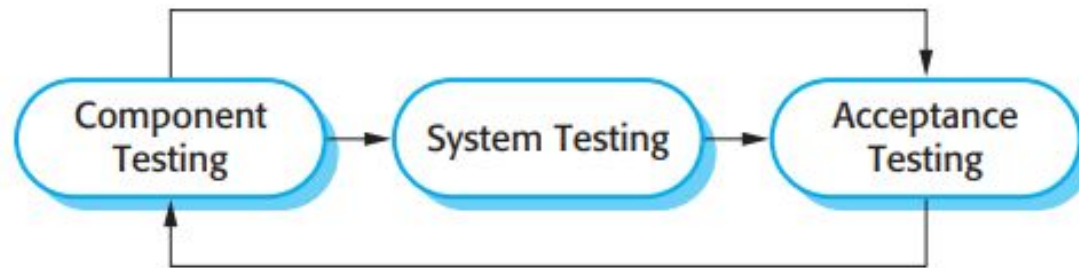 Component
Testing
System Testing
Acceptance
Testing